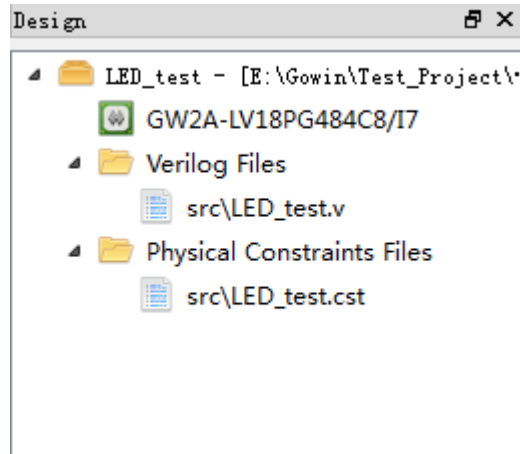 Design
LED_test - [E:\Gowin\Test_Project\
GW2A-LV18PG484C8/I7
Verilog Files
src\LED_test.v
Physical Constraints Files
src\LED_test.cst